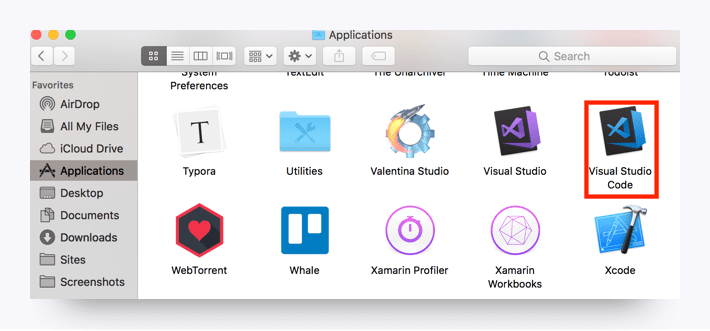 Applications
Search
Favorites
AirDrop
All My Files
iCloud Drive
Applications
Desktop
Documents
Downloads
Sites
Screenshots
System
Preferences
TextEdit
The Unarchiver
Time Machine
Todoist
T
Typora
Utilities
Valentina Studio
Visual Studio
Visual Studio
Code
WebTorrent
Whale
Xamarin Profiler
Xamarin
Workbooks
Xcode